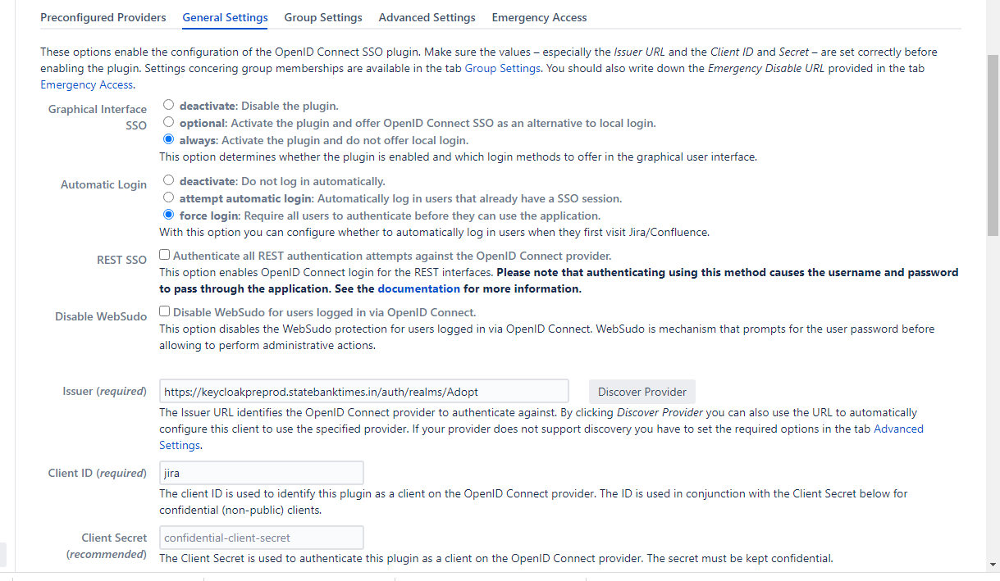 Preconfigured Providers General Settings Group Settings Advanced Settings Emergency Access
These options enable the configuration of the OpenID Connect SSO plugin. Make sure the values – especially the Issuer URL and the Client ID and Secret – are set correctly before
enabling the plugin. Settings concering group memberships are available in the tab Group Settings. You should also write down the Emergency Disable URL provided in the tab
Emergency Access.
Graphical Interface SSO
deactivate: Disable the plugin.
optional: Activate the plugin and offer OpenID Connect SSO as an alternative to local login.
always: Activate the plugin and do not offer local login.
This option determines whether the plugin is enabled and which login methods to offer in the graphical user interface.
Automatic Login
deactivate: Do not log in automatically.
attempt automatic login: Automatically log in users that already have a SSO session.
force login: Require all users to authenticate before they can use the application.
With this option you can configure whether to automatically log in users when they first visit Jira/Confluence.
REST SSO
Authenticate all REST authentication attempts against the OpenID Connect provider.
This option enables OpenID Connect login for the REST interfaces. Please note that authenticating using this method causes the username and password
to pass through the application. See the documentation for more information.
Disable WebSudo
Disable WebSudo for users logged in via OpenID Connect.
This option disables the WebSudo protection for users logged in via OpenID Connect. WebSudo is mechanism that prompts for the user password before
allowing to perform administrative actions.
Issuer (required)
https://keycloakpreprod.statebanktimes.in/auth/realms/Adopt
Discover Provider
The Issuer URL identifies the OpenID Connect provider to authenticate against. By clicking Discover Provider you can also use the URL to automatically
configure this client to use the specified provider. If your provider does not support discovery you have to set the required options in the tab Advanced
Settings.
Client ID (required)
jira
The client ID is used to identify this plugin as a client on the OpenID Connect provider. The ID is used in conjunction with the Client Secret below for
confidential (non-public) clients.
Client Secret (recommended)
confidential-client-secret
The Client Secret is used to authenticate this plugin as a client on the OpenID Connect provider. The secret must be kept confidential.